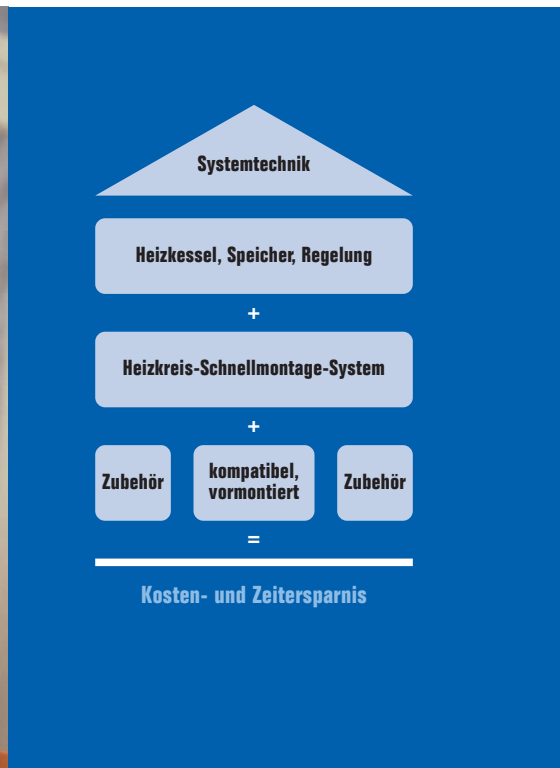 Systemtechnik
Heizkessel, Speicher, Regelung
+
Heizkreis-Schnellmontage-System
+
Zubehör
kompatibel,
vormontiert
Zubehör
=
Kosten- und Zeitersparnis